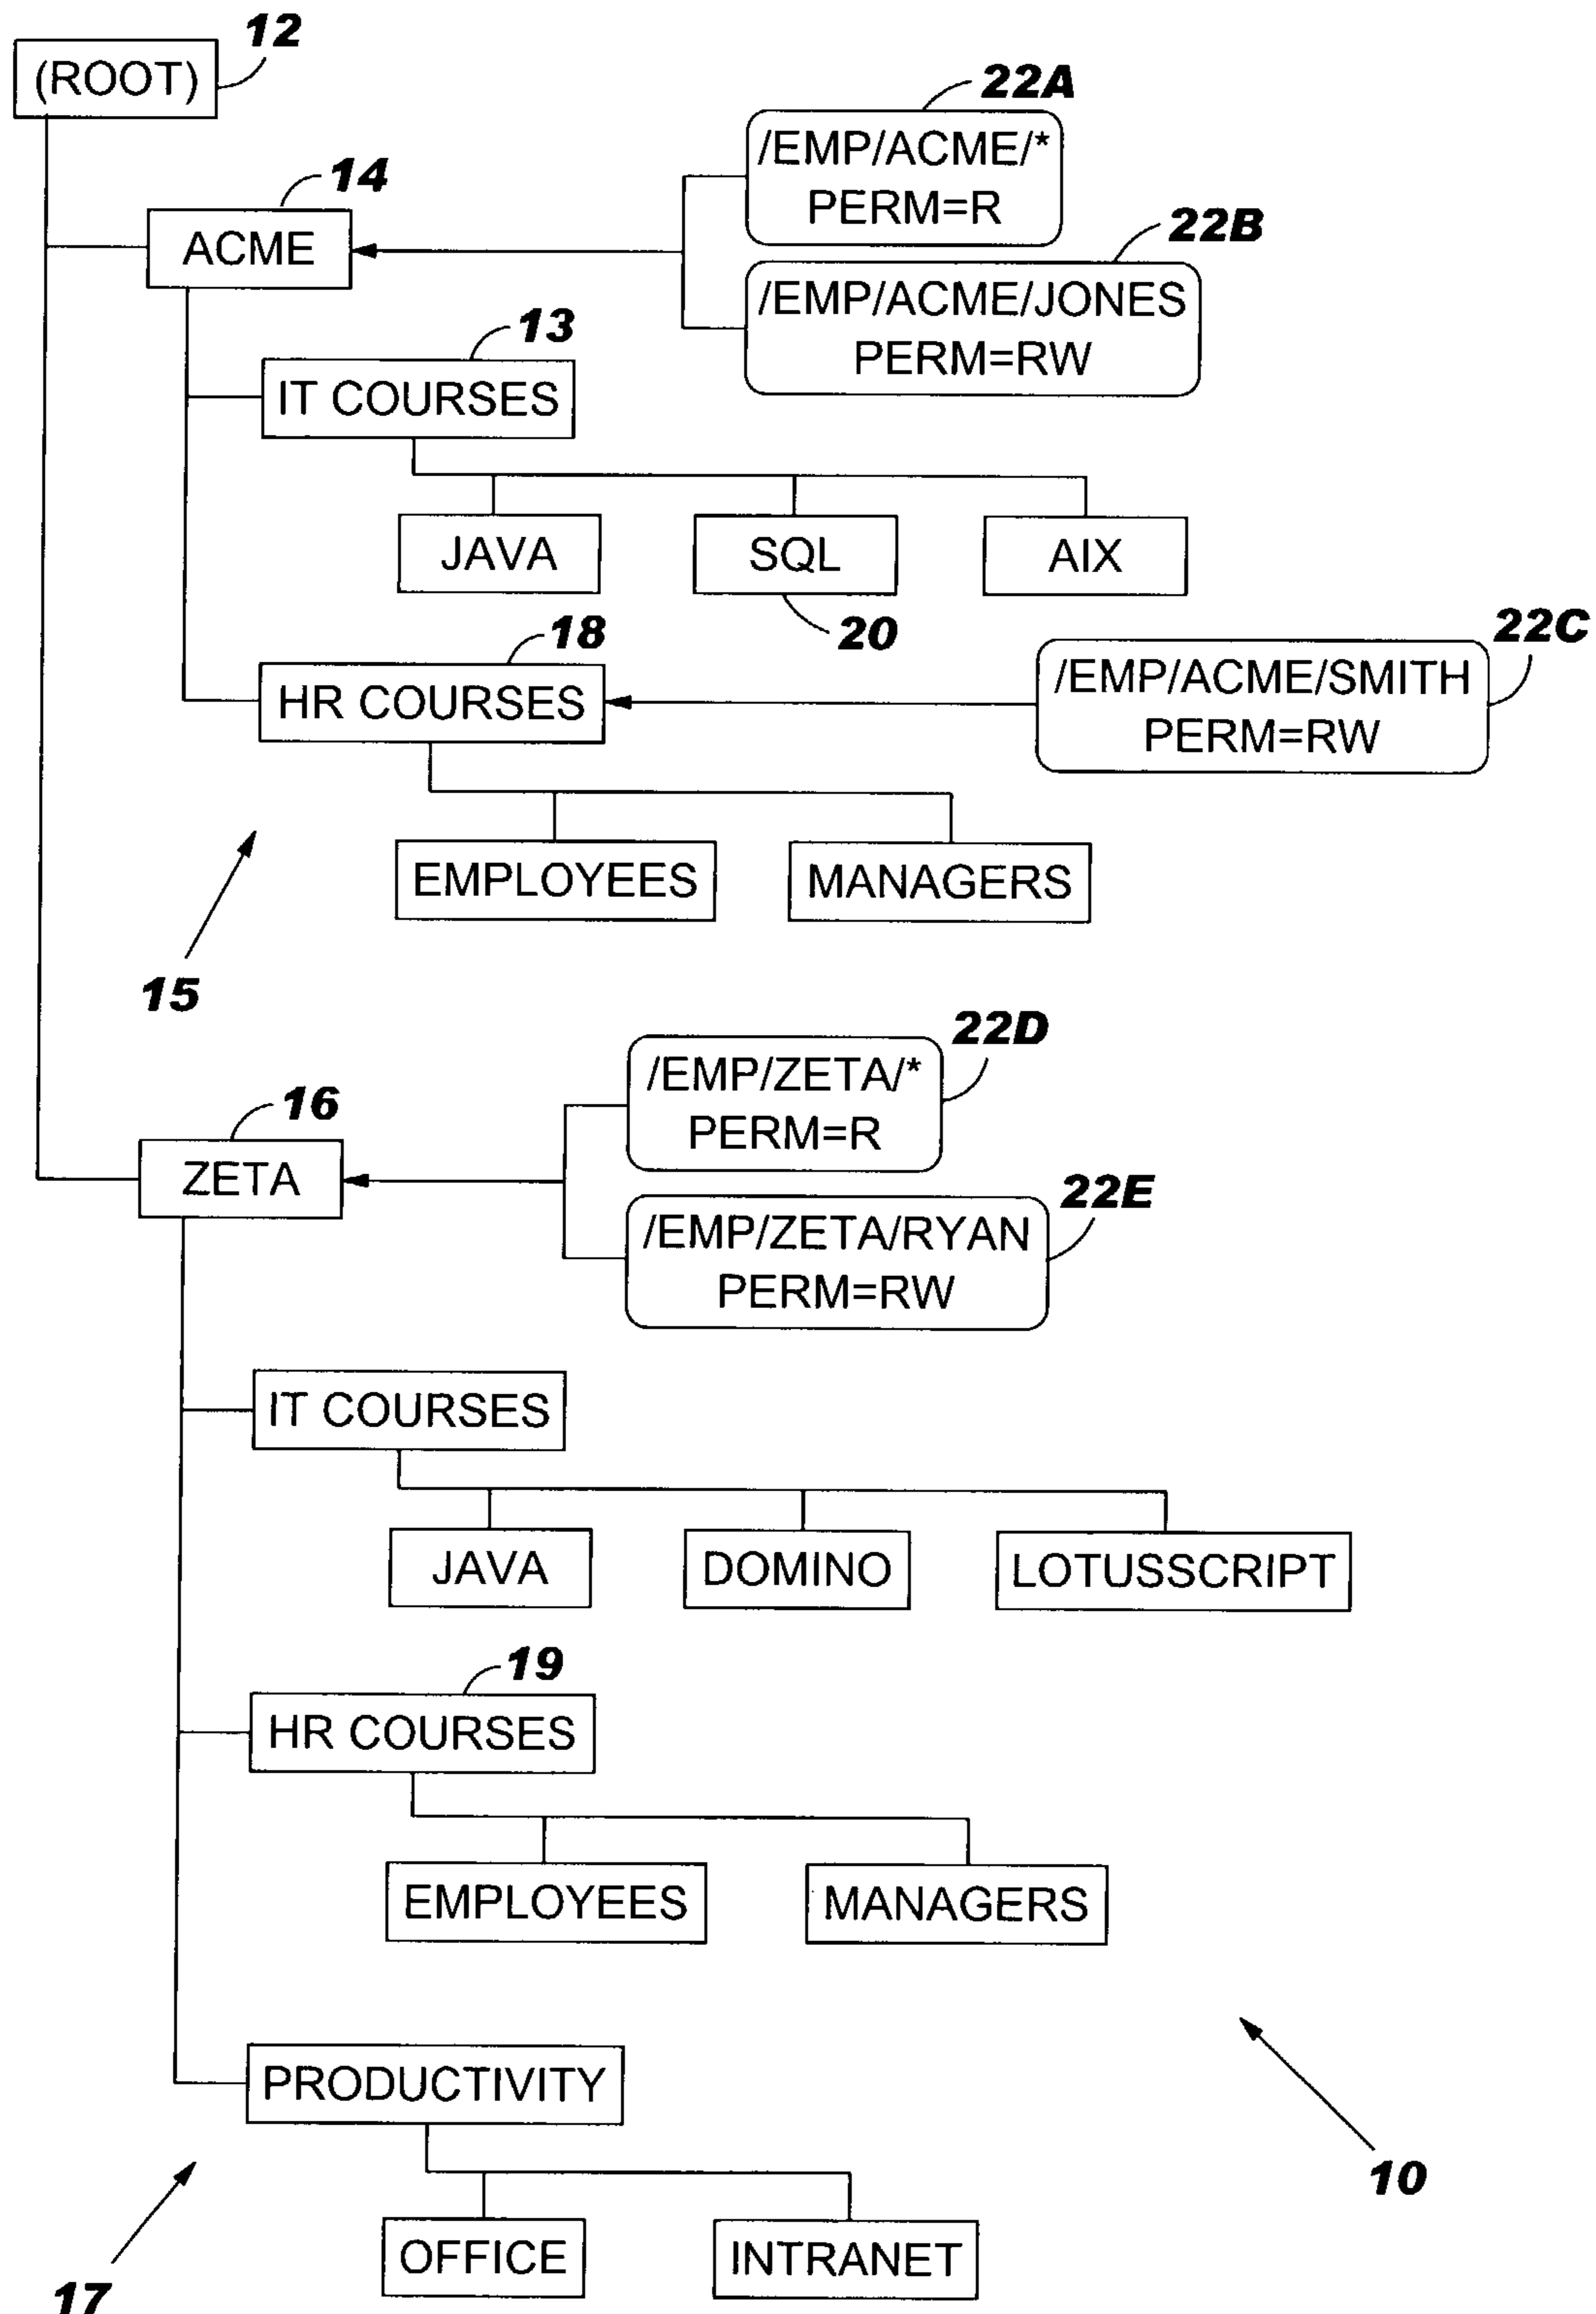 12
(ROOT)
22A
/EMP/ACME/*
PERM=R
14
ACME
22B
/EMP/ACME/JONES
PERM=RW
13
IT COURSES
JAVA
SQL
AIX
20
18
HR COURSES
22C
/EMP/ACME/SMITH
PERM=RW
EMPLOYEES
MANAGERS
15
22D
/EMP/ZETA/*
PERM=R
16
ZETA
22E
/EMP/ZETA/RYAN
PERM=RW
IT COURSES
JAVA
DOMINO
LOTUSSCRIPT
19
HR COURSES
EMPLOYEES
MANAGERS
PRODUCTIVITY
10
OFFICE
INTRANET
17